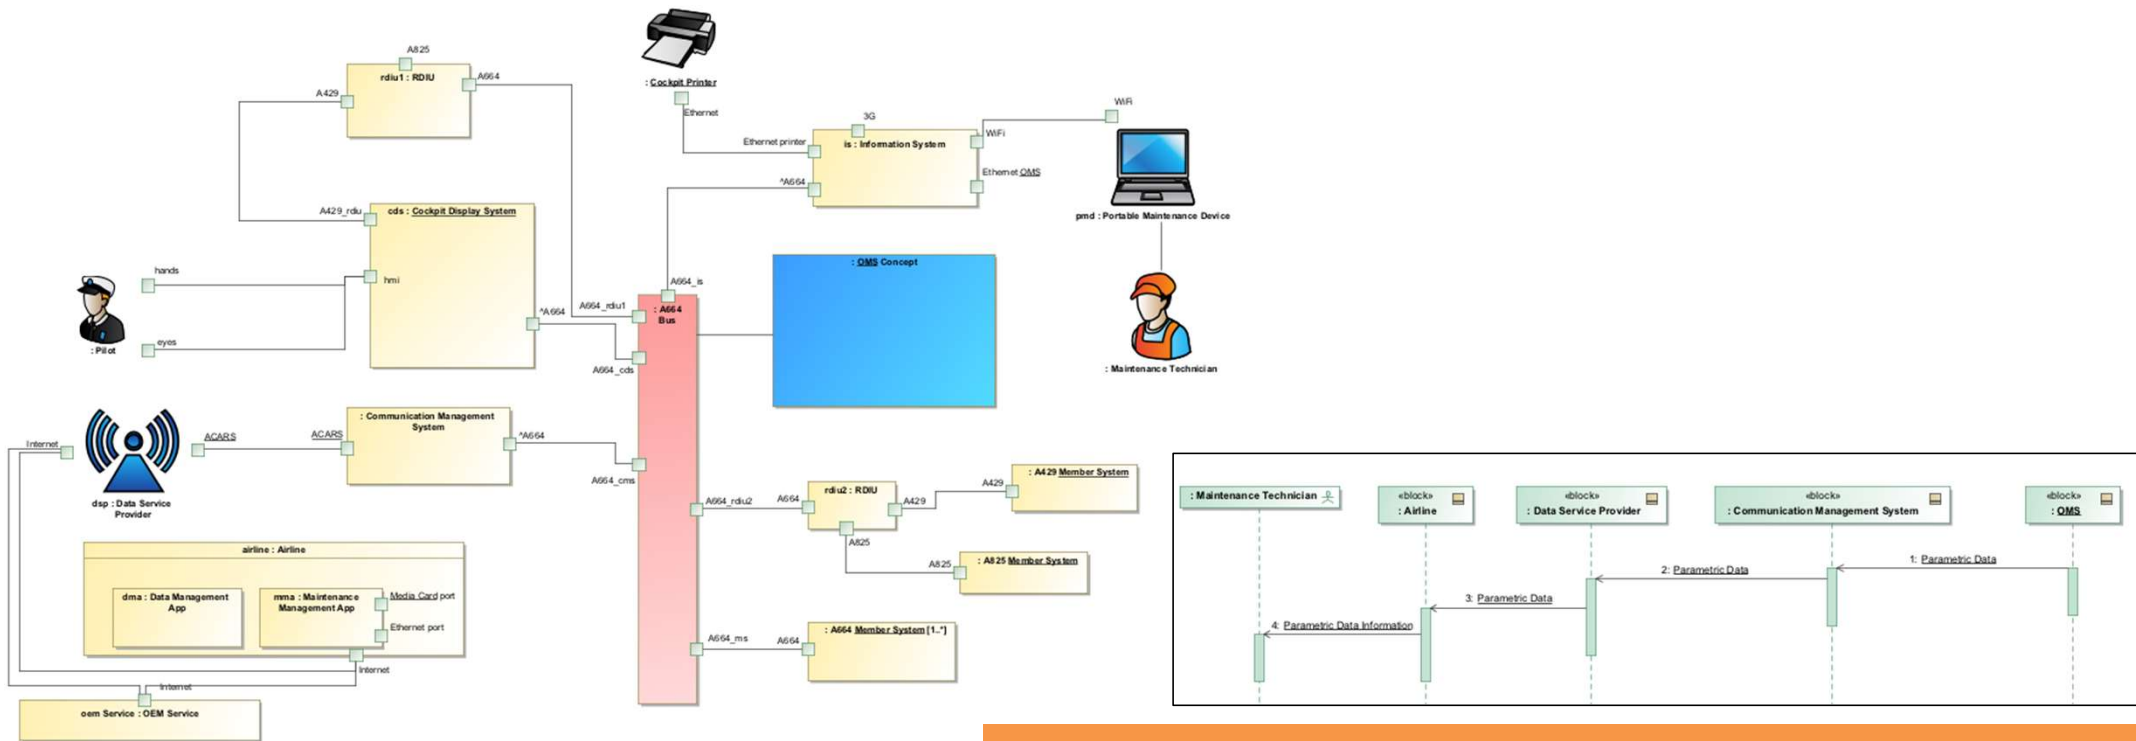 A825
rdiu1 : RDIU
A664
A429
: Cockpit Printer
Ethernet
3G
Ethernet printer
is : Information System
WiFi
WiFi
Ethernet OMS
^A664
pmd : Portable Maintenance Device
A429_rdiu
cds : Cockpit Display System
hands
hmi
eyes
: Pilot
^A664
A664_is
A664_rdiu1
: A664
Bus
A664_cds
: OMS Concept
: Maintenance Technician
Internet
ACARS
ACARS
: Communication Management
System
^A664
A664_cms
dsp : Data Service
Provider
A664_rdiu2
A664
rdiu2 : RDIU
A429
A429
: A429 Member System
A825
A825
: A825 Member System
airline : Airline
dma : Data Management
App
mma : Maintenance
Management App
Media Card port
Ethernet port
Internet
Internet
oem Service : OEM Service
A664_ms
A664
: A664 Member System [1..*]
: Maintenance Technician
«block»
: Airline
«block»
: Data Service Provider
«block»
: Communication Management System
«block»
: OMS
1: Parametric Data
2: Parametric Data
3: Parametric Data
4: Parametric Data Information